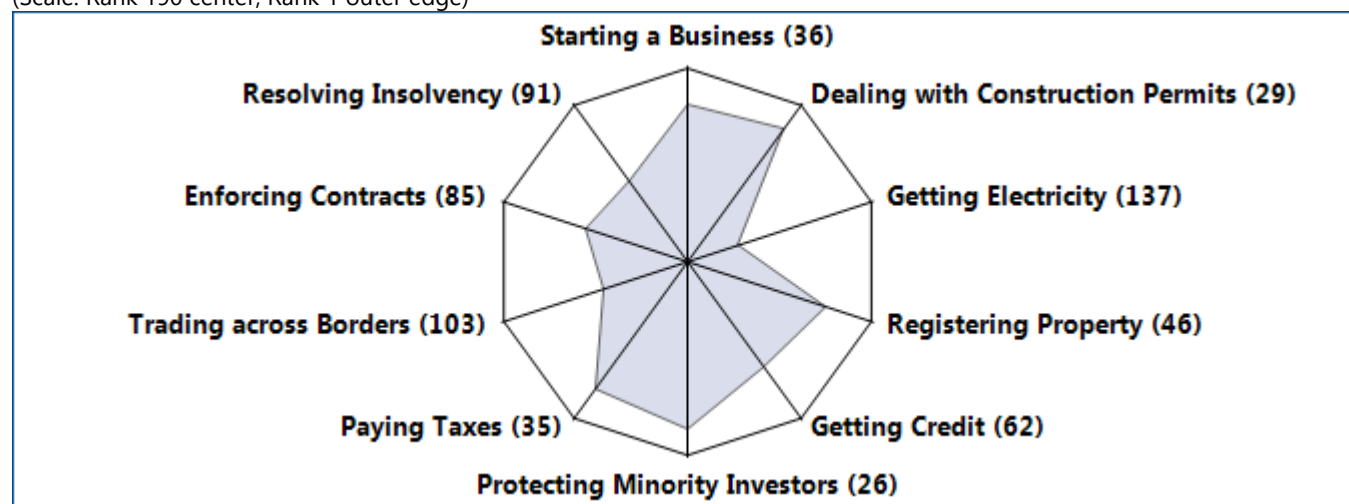 (Scale: Rank 190 center, Rank 1 outer edge)
Starting a Business (36)
Resolving Insolvency (91)
Dealing with Construction Permits (29)
Enforcing Contracts (85)
Getting Electricity (137)
Trading across Borders (103)
Registering Property (46)
Paying Taxes (35)
Getting Credit (62)
Protecting Minority Investors (26)